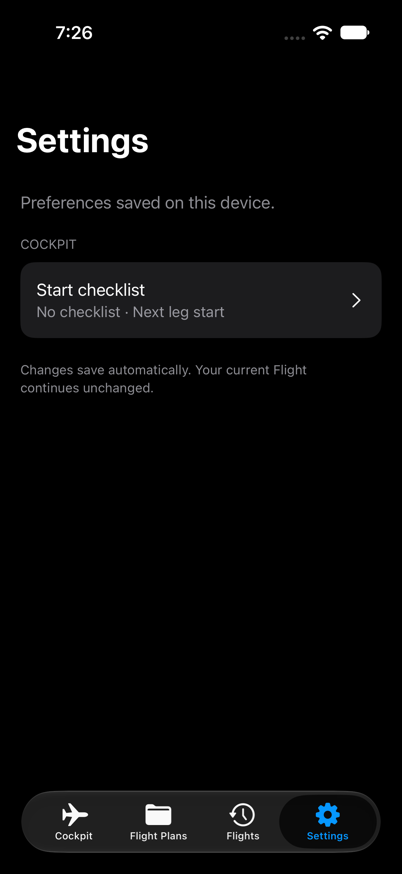 7:26
Settings
Preferences saved on this device.
COCKPIT
Start checklist
No checklist · Next leg start
Changes save automatically. Your current Flight
continues unchanged.
Cockpit
Flight Plans
Flights
Settings